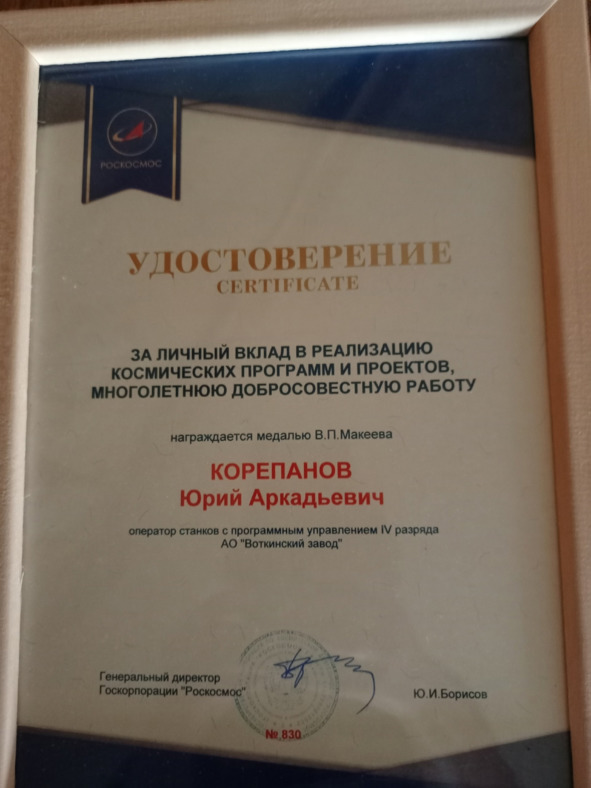 РОСКОСМОС
УДОСТОВЕРЕНИЕ
CERTIFICATE
ЗА ЛИЧНЫЙ ВКЛАД В РЕАЛИЗАЦИЮ
КОСМИЧЕСКИХ ПРОГРАММ И ПРОЕКТОВ,
МНОГОЛЕТНЮЮ ДОБРОСОВЕСТНУЮ РАБОТУ
награждается медалью В.П.Макеева
КОРЕПАНОВ
Юрий Аркадьевич
оператор станков с программным управлением IV разряда
АО "Воткинский завод"
Генеральный директор
Госкорпорации "Роскосмос"
Ю.И.Борисов
№ 830